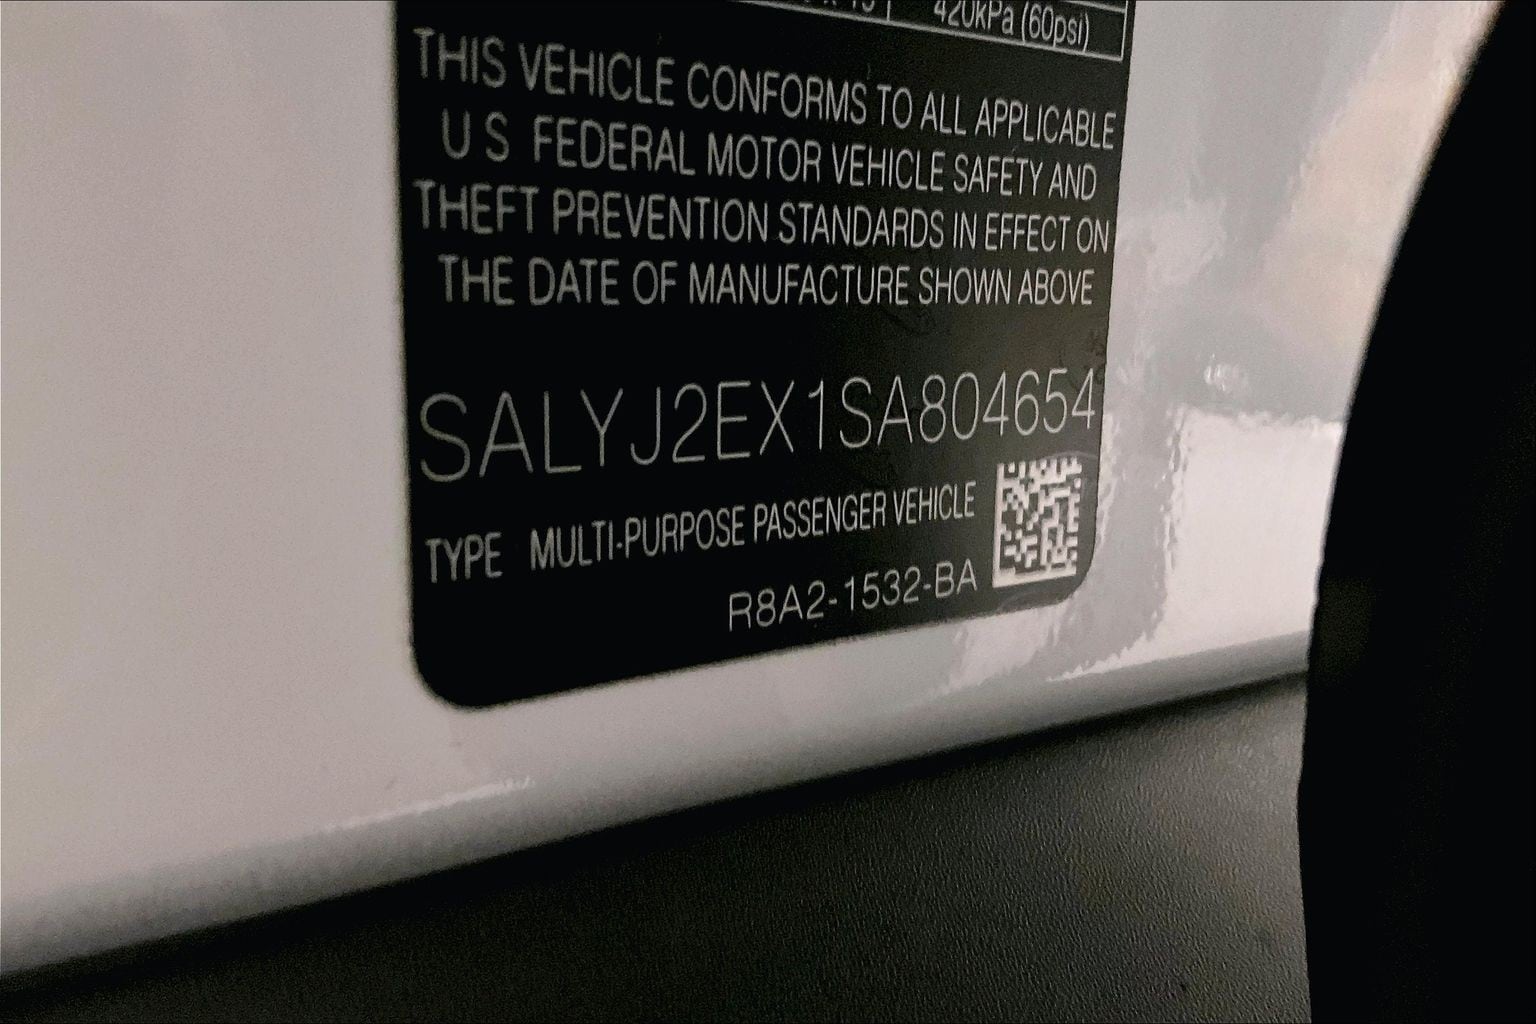 420kPa (60psi)
THIS VEHICLE CONFORMS TO ALL APPLICABLE
U S FEDERAL MOTOR VEHICLE SAFETY AND
THEFT PREVENTION STANDARDS IN EFFECT ON
THE DATE OF MANUFACTURE SHOWN ABOVE
SALYJ2EX1SA804654
TYPE MULTI-PURPOSE PASSENGER VEHICLE
R8A2-1532-BA